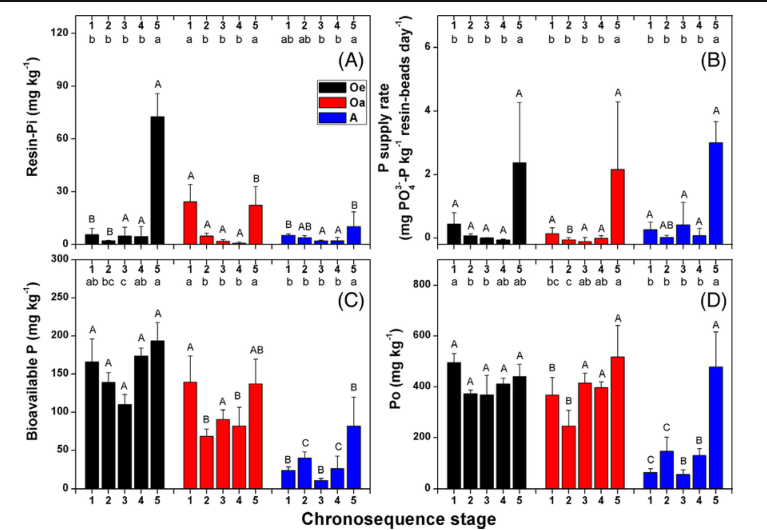 1 2 3 4 5 1 2 3 4 5 1 2 3 4 5
b b b b a a b b b a ab ab b b a
(A)
Resin-Pi (mg kg-1)
120
90
60
30
0
Oe
Oa
A
B A A A A
A A A A B
B AB A A B
1 2 3 4 5 1 2 3 4 5 1 2 3 4 5
b b b b a b b b b a b b b b a
(B)
P supply rate
(mg PO43--P kg-1 resin-beads day-1)
6
4
2
0
A A A A A
A B A A A
A AB A A A
1 2 3 4 5 1 2 3 4 5 1 2 3 4 5
ab bc c ab a a b b b a b b b b a
(C)
Bioavailable P (mg kg-1)
300
250
200
150
100
50
0
A A A A A
A B A B AB
B C B C B
1 2 3 4 5 1 2 3 4 5 1 2 3 4 5
1 2 3 4 5 1 2 3 4 5 1 2 3 4 5
a b b ab ab bc c ab ab a b b b b a
(D)
Po (mg kg-1)
800
600
400
200
0
A A A A A
B B A A A
C C B B A
1 2 3 4 5 1 2 3 4 5 1 2 3 4 5
Chronosequence stage